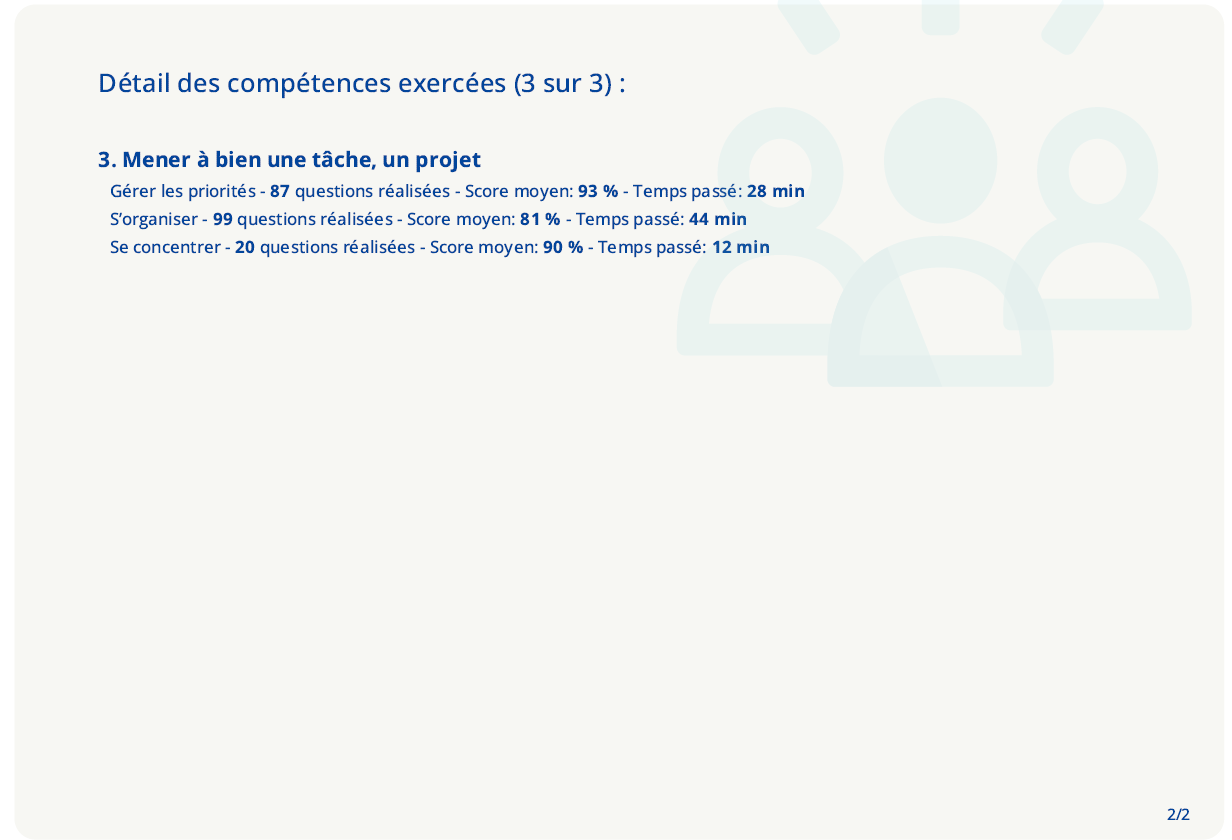 Détail des compétences exercées (3 sur 3) :
3. Mener à bien une tâche, un projet
Gérer les priorités - 87 questions réalisées - Score moyen: 93 % - Temps passé: 28 min
S’organiser - 99 questions réalisées - Score moyen: 81 % - Temps passé: 44 min
Se concentrer - 20 questions réalisées - Score moyen: 90 % - Temps passé: 12 min
2/2